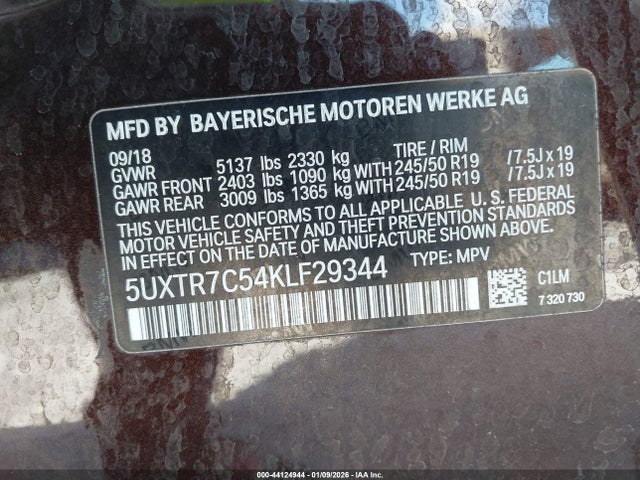 MFD BY BAYERISCHE MOTOREN WERKE AG
09/18 TIRE / RIM
GVWR 5137 lbs 2330 kg
GAWR FRONT 2403 lbs 1090 kg WITH 245/50 R19 /7.5J x 19
GAWR REAR 3009 lbs 1365 kg WITH 245/50 R19 /7.5J x 19
THIS VEHICLE CONFORMS TO ALL APPLICABLE U. S. FEDERAL
MOTOR VEHICLE SAFETY AND THEFT PREVENTION STANDARDS
IN EFFECT ON THE DATE OF MANUFACTURE SHOWN ABOVE.
5UXTR7C54KLF29344 TYPE: MPV
C1LM
7 320 730
000-44124944 - 01/09/2026 - IAA Inc.